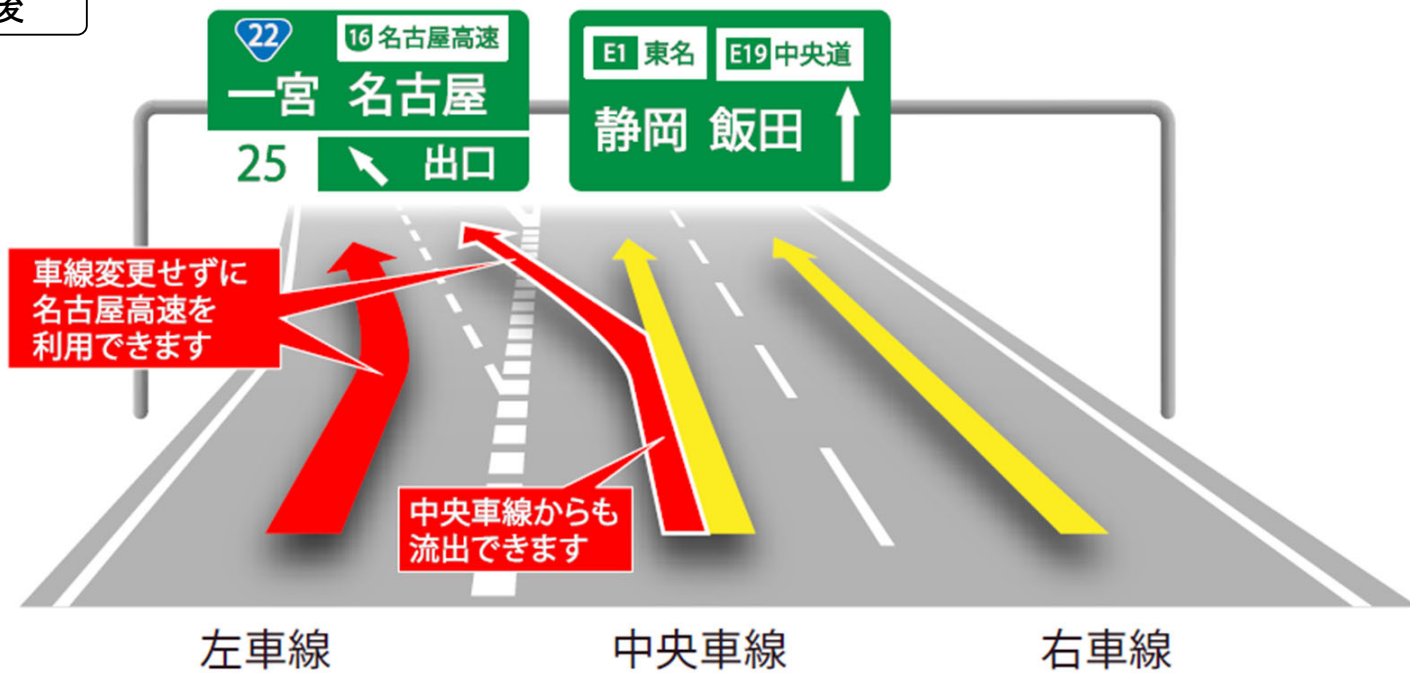 後
22
16 名古屋高速
一宮 名古屋
25
出口
E1 東名
E19 中央道
静岡 飯田
車線変更せずに
名古屋高速を
利用できます
中央車線からも
流出できます
左車線
中央車線
右車線